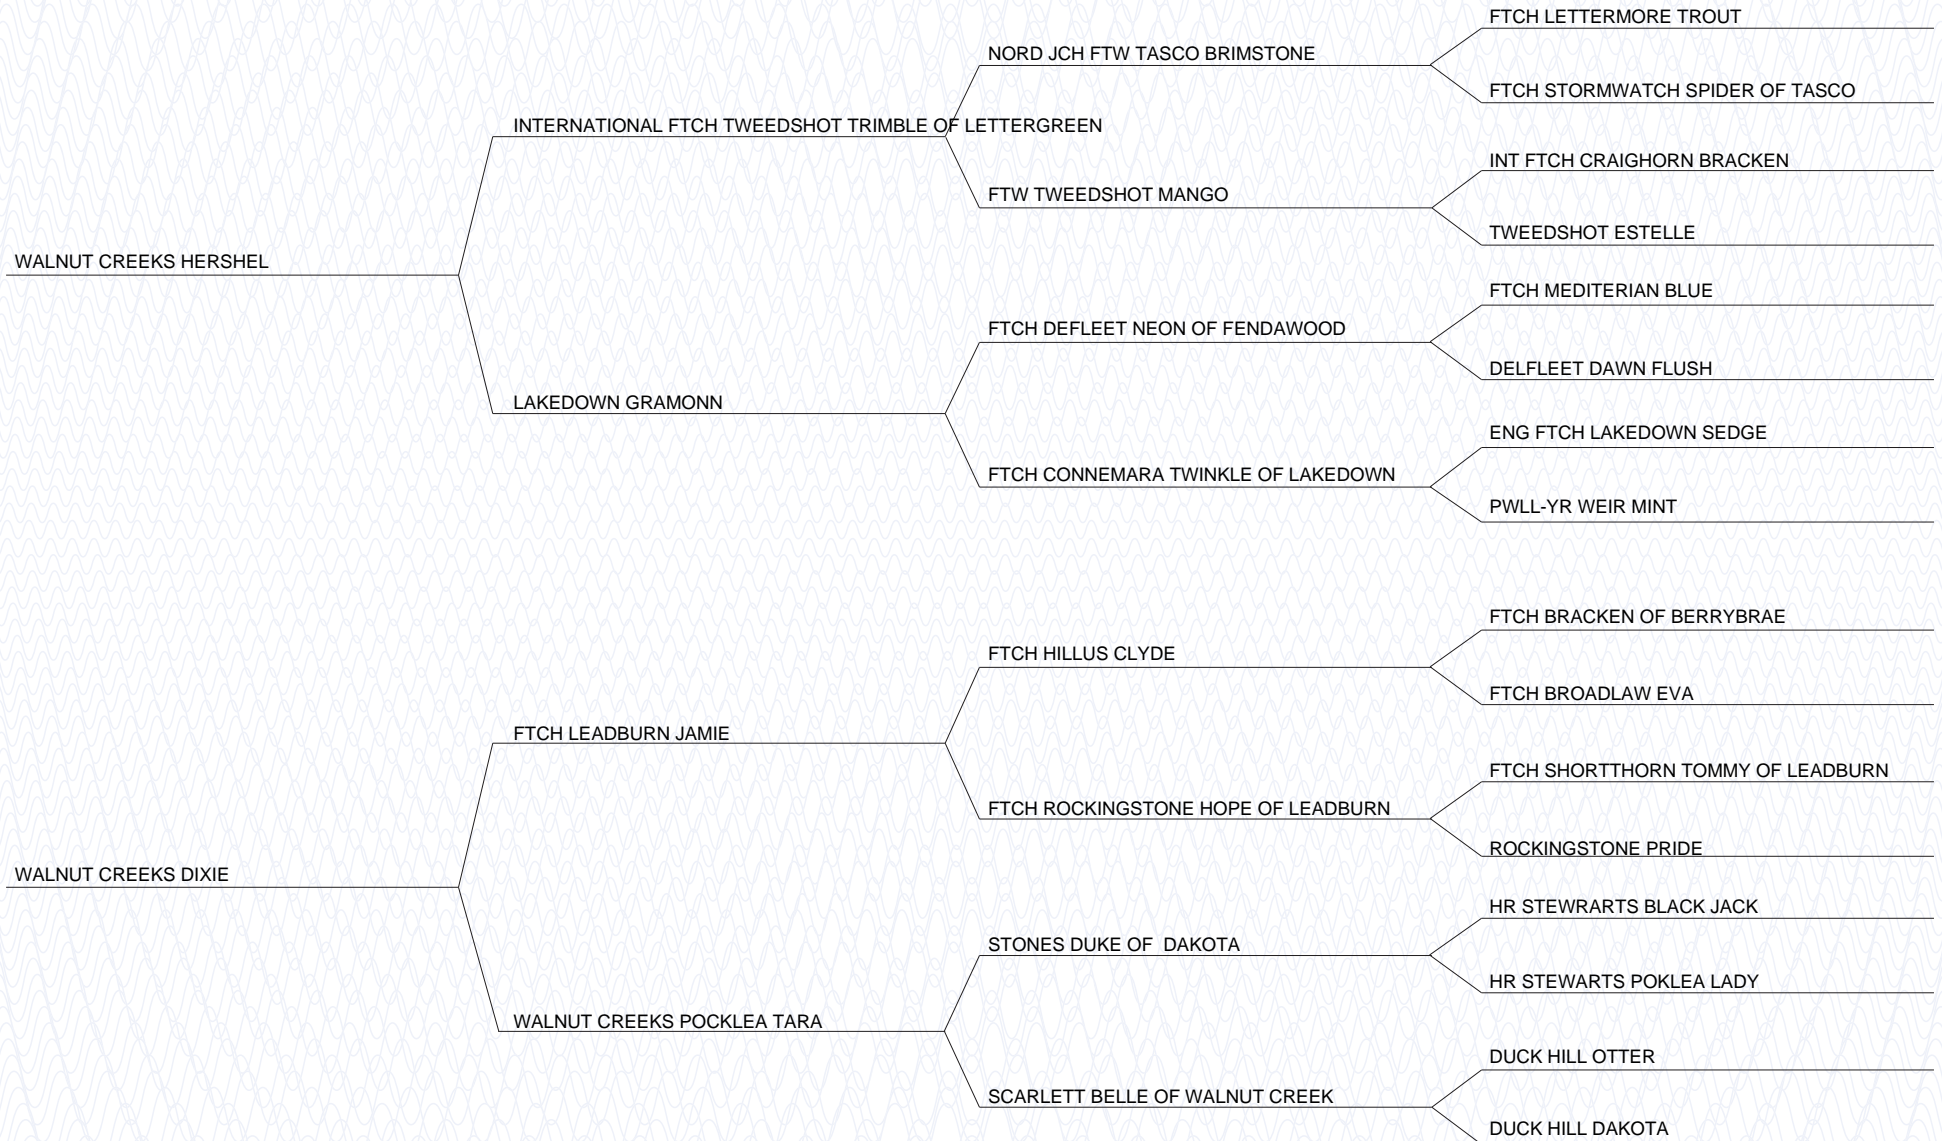 FTCH LETTERMORE TROUT
NORD JCH FTW TASCO BRIMSTONE
FTCH STORMWATCH SPIDER OF TASCO
INTERNATIONAL FTCH TWEEDSHOT TRIMBLE OF LETTERGREEN
INT FTCH CRAIGHORN BRACKEN
FTW TWEEDSHOT MANGO
TWEEDSHOT ESTELLE
WALNUT CREEKS HERSHEL
FTCH MEDITERIAN BLUE
FTCH DEFLEET NEON OF FENDAWOOD
DELFLEET DAWN FLUSH
LAKEDOWN GRAMONN
ENG FTCH LAKEDOWN SEDGE
FTCH CONNEMARA TWINKLE OF LAKEDOWN
PWLL-YR WEIR MINT
FTCH BRACKEN OF BERRYBRAE
FTCH HILLUS CLYDE
FTCH BROADLAW EVA
FTCH LEADBURN JAMIE
FTCH SHORTTHORN TOMMY OF LEADBURN
FTCH ROCKINGSTONE HOPE OF LEADBURN
ROCKINGSTONE PRIDE
WALNUT CREEKS DIXIE
HR STEWRARTS BLACK JACK
STONES DUKE OF  DAKOTA
HR STEWARTS POKLEA LADY
WALNUT CREEKS POCKLEA TARA
DUCK HILL OTTER
SCARLETT BELLE OF WALNUT CREEK
DUCK HILL DAKOTA